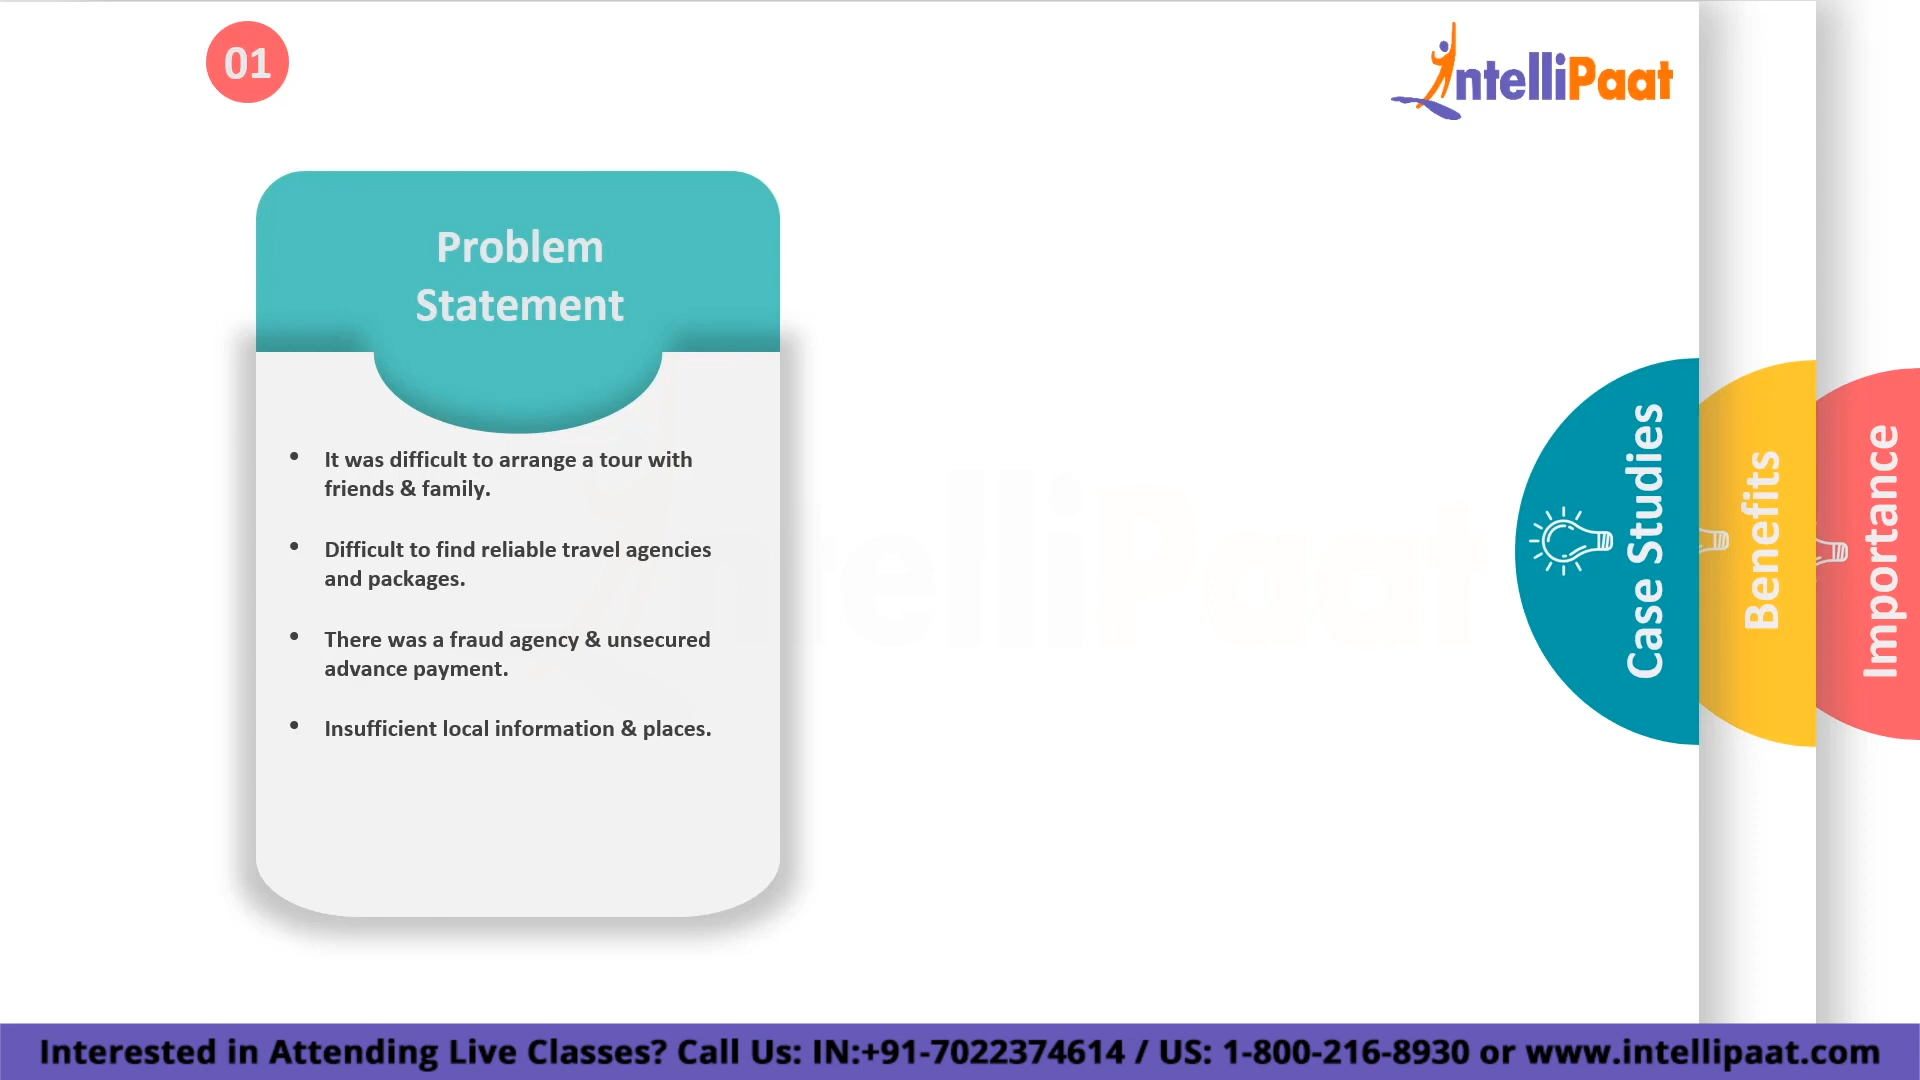 01
IntelliPaat
Problem
Statement
• It was difficult to arrange a tour with
friends & family.
• Difficult to find reliable travel agencies
and packages.
• There was a fraud agency & unsecured
advance payment.
• Insufficient local information & places.
Case Studies
Benefits
Importance
Interested in Attending Live Classes? Call Us: IN:+91-7022374614 / US: 1-800-216-8930 or www.intellipaat.com